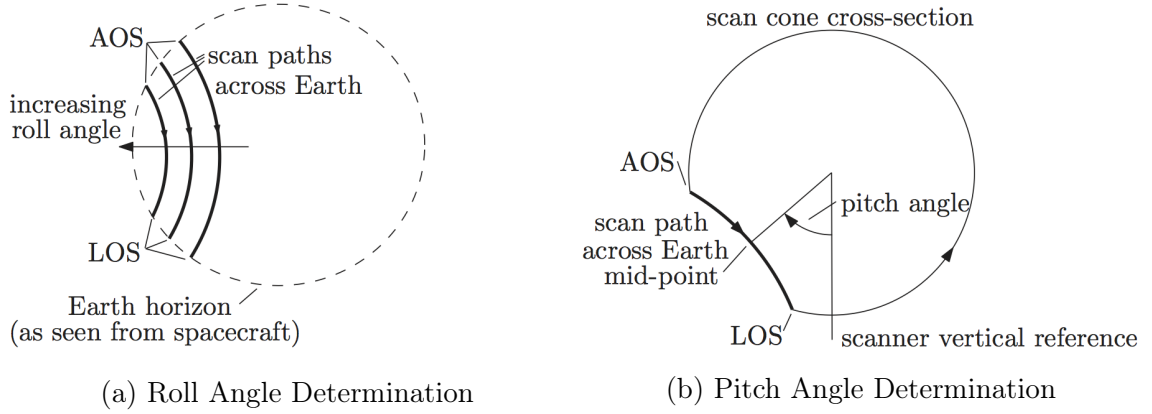 AOS
scan paths
across Earth
increasing
roll angle
LOS
Earth horizon
(as seen from spacecraft)
(a) Roll Angle Determination
scan cone cross-section
AOS
pitch angle
scan path
across Earth
mid-point
LOS
scanner vertical reference
(b) Pitch Angle Determination